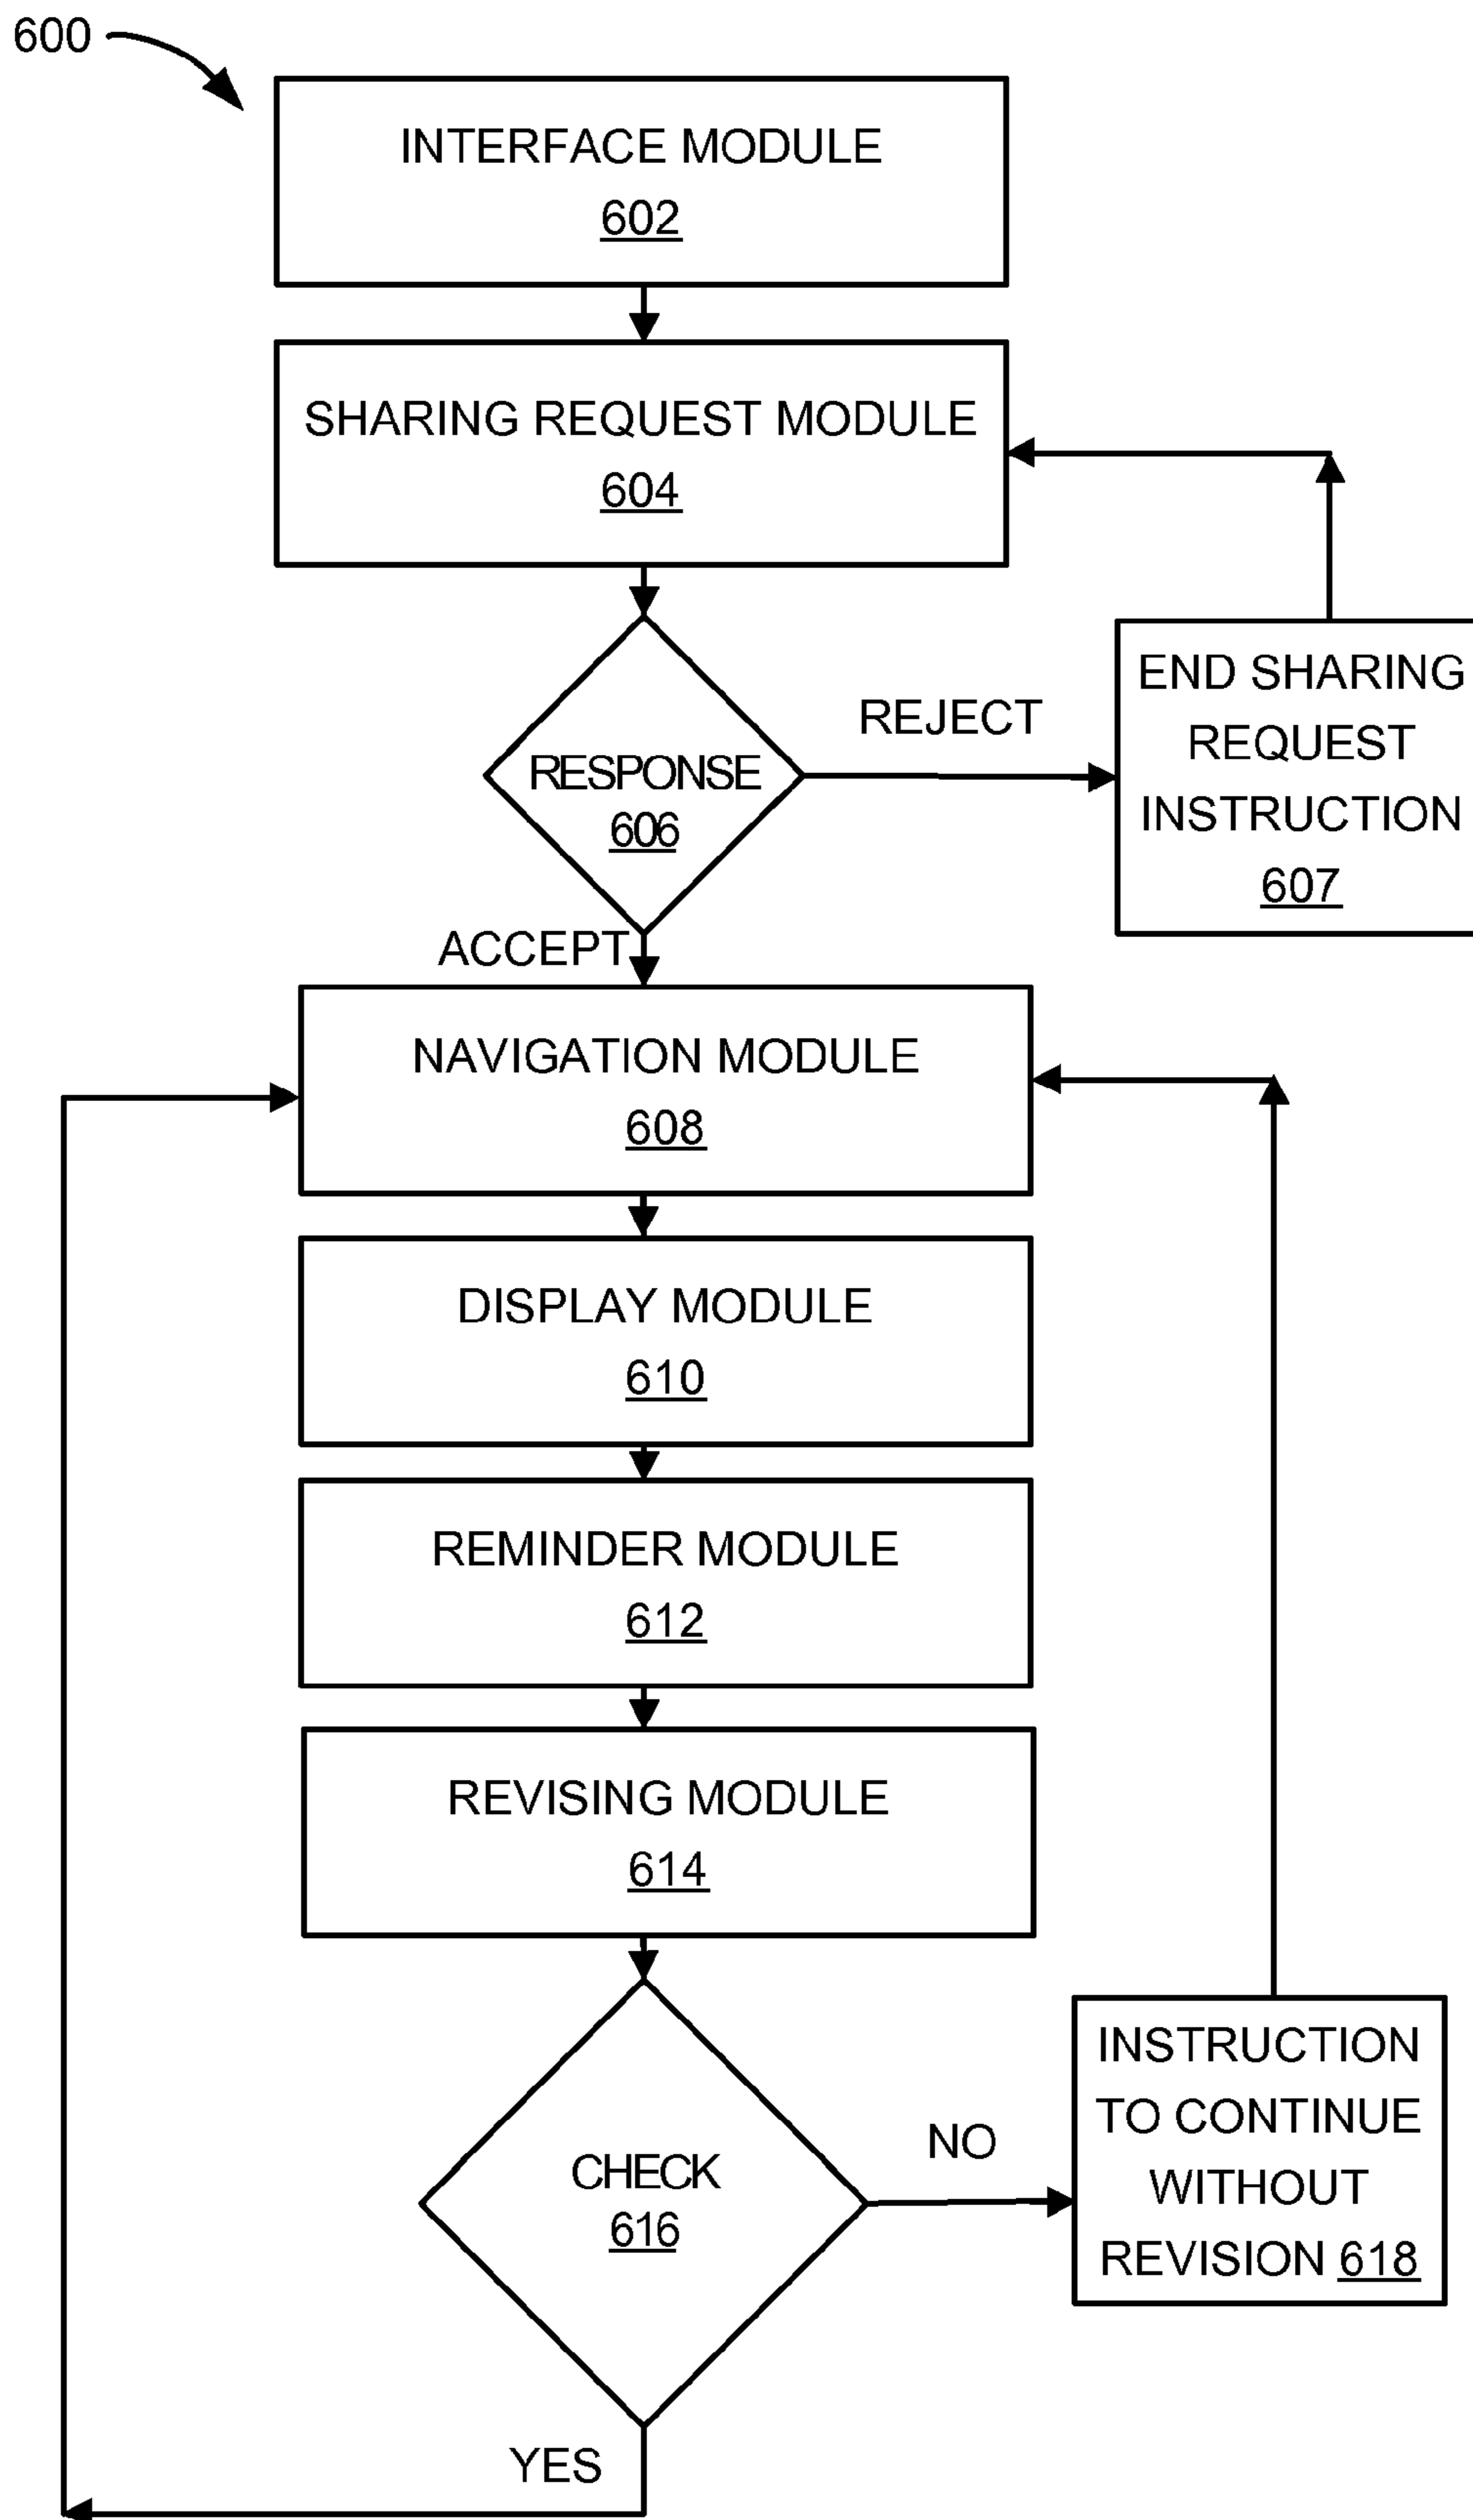 600
INTERFACE MODULE
602
SHARING REQUEST MODULE
604
RESPONSE
606
REJECT
END SHARING
REQUEST
INSTRUCTION
607
ACCEPT
NAVIGATION MODULE
608
DISPLAY MODULE
610
REMINDER MODULE
612
REVISING MODULE
614
CHECK
616
NO
INSTRUCTION
TO CONTINUE
WITHOUT
REVISION 618
YES